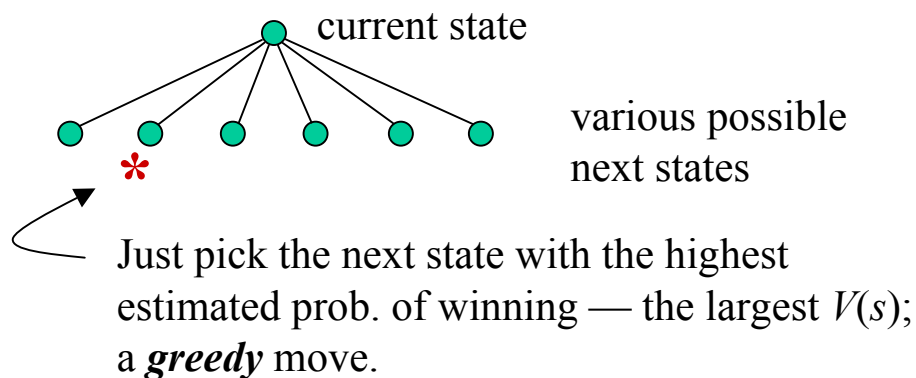 current state
various possible
next states
*
Just pick the next state with the highest
estimated prob. of winning — the largest V(s);
a greedy move.